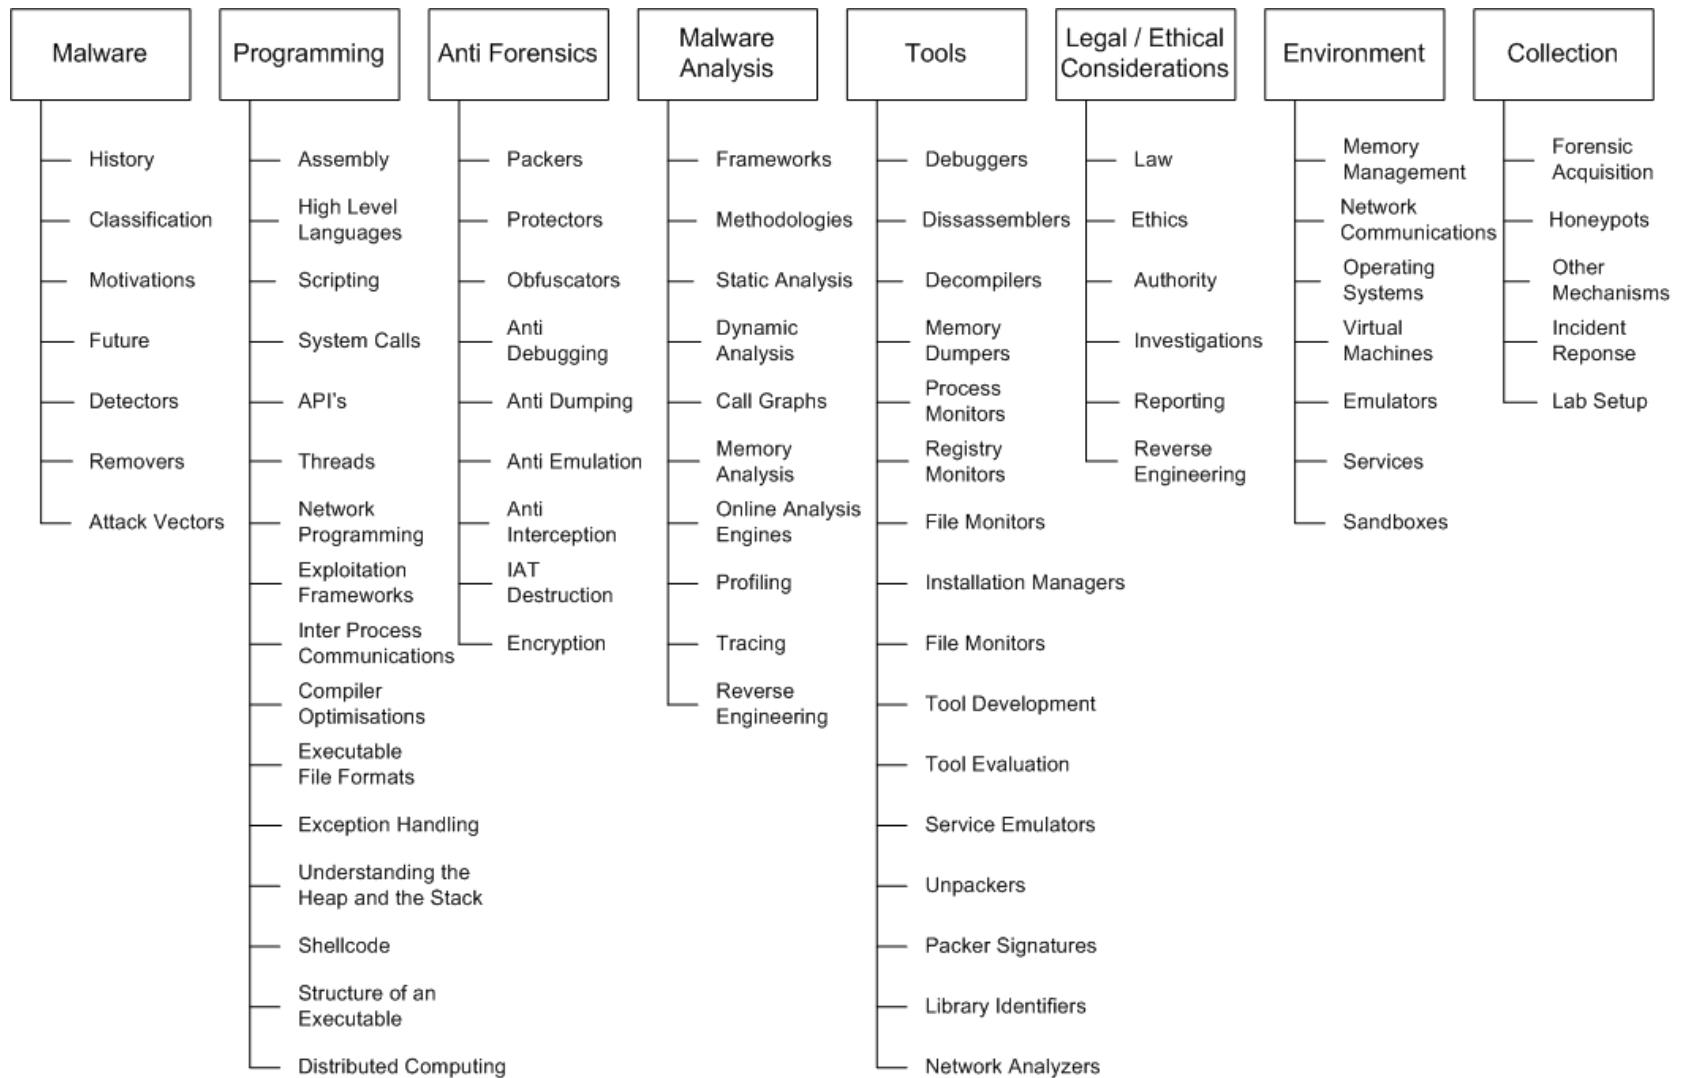 Malware
History
Classification
Motivations
Future
Detectors
Removers
Attack Vectors
Programming
Assembly
High Level
Languages
Scripting
System Calls
API's
Threads
Network
Programming
Exploitation
Frameworks
Inter Process
Communications
Compiler
Optimisations
Executable
File Formats
Exception Handling
Understanding the
Heap and the Stack
Shellcode
Structure of an
Executable
Distributed Computing
Anti Forensics
Packers
Protectors
Obfuscators
Anti
Debugging
Anti Dumping
Anti Emulation
Anti
Interception
IAT
Destruction
Encryption
Malware
Analysis
Frameworks
Methodologies
Static Analysis
Dynamic
Analysis
Call Graphs
Memory
Analysis
Online Analysis
Engines
Profiling
Tracing
Reverse
Engineering
Tools
Debuggers
Dissassemblers
Decompilers
Memory
Dumpers
Process
Monitors
Registry
Monitors
File Monitors
Installation Managers
File Monitors
Tool Development
Tool Evaluation
Service Emulators
Unpackers
Packer Signatures
Library Identifiers
Network Analyzers
Legal / Ethical
Considerations
Law
Ethics
Authority
Investigations
Reporting
Reverse
Engineering
Environment
Memory
Management
Network
Communications
Operating
Systems
Virtual
Machines
Emulators
Services
Sandboxes
Collection
Forensic
Acquisition
Honeypots
Other
Mechanisms
Incident
Reponse
Lab Setup